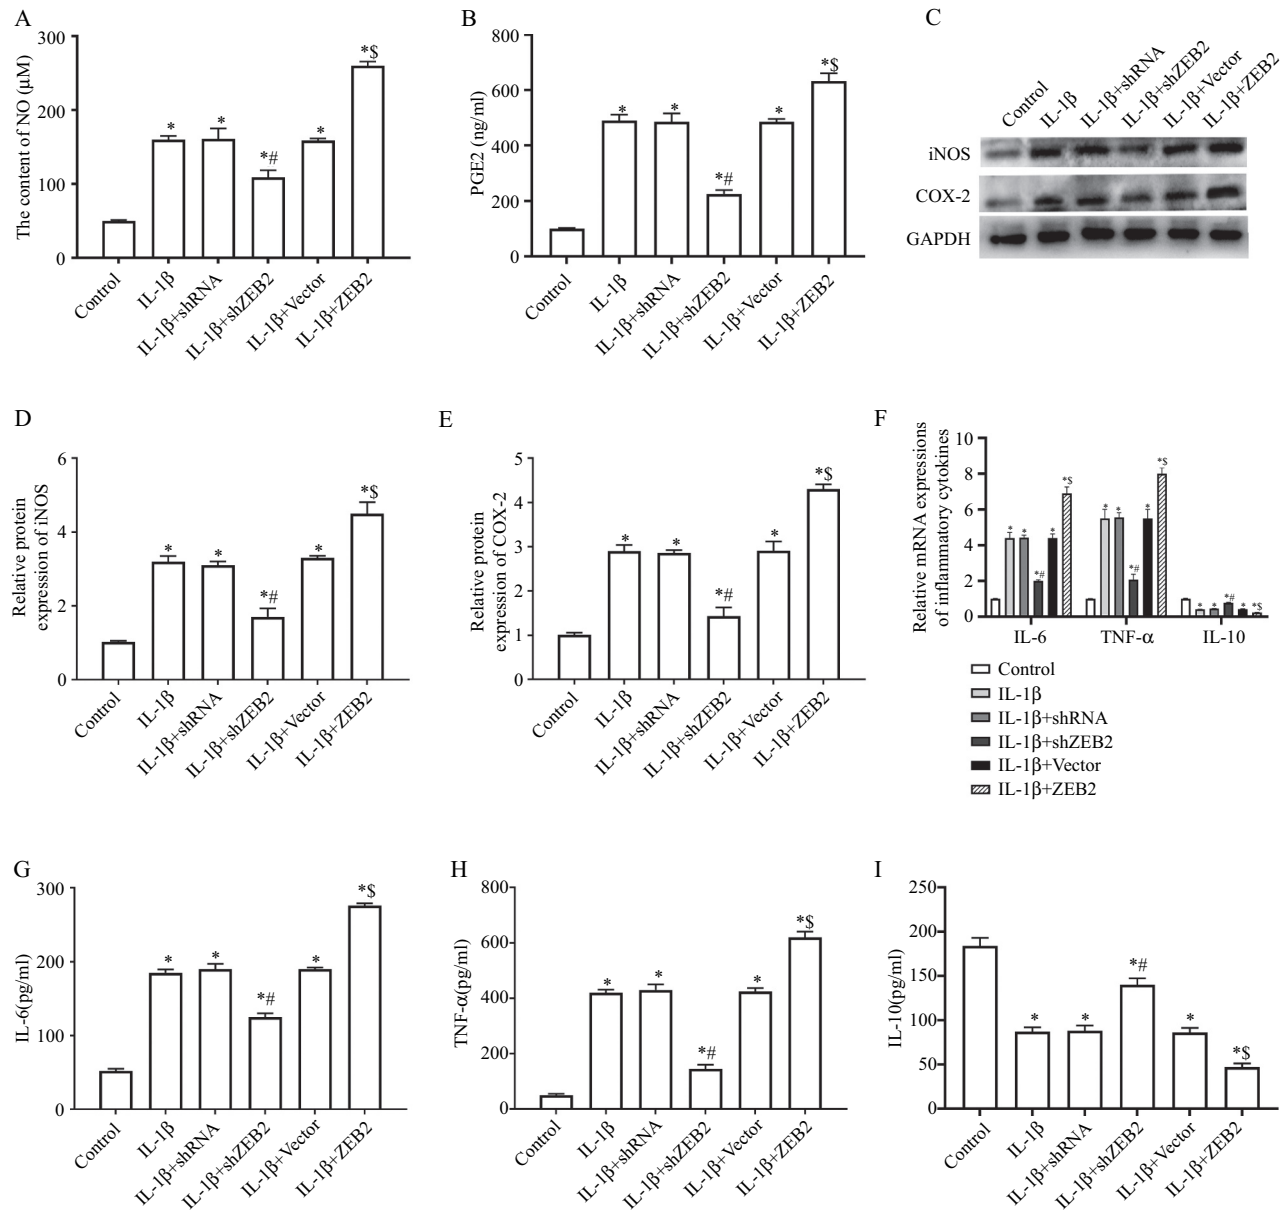 A
The content of NO (μM)
300
200
100
0
*
*
*#
*
*$
Control
IL-1β
IL-1β+shRNA
IL-1β+shZEB2
IL-1β+Vector
IL-1β+ZEB2
B
PGE2 (ng/ml)
800
600
400
200
0
*
*
*#
*
*$
Control
IL-1β
IL-1β+shRNA
IL-1β+shZEB2
IL-1β+Vector
IL-1β+ZEB2
C
Control
IL-1β
IL-1β+shRNA
IL-1β+shZEB2
IL-1β+Vector
IL-1β+ZEB2
iNOS
COX-2
GAPDH
D
Relative protein
expression of iNOS
6
4
2
0
*
*
*#
*
*$
Control
IL-1β
IL-1β+shRNA
IL-1β+shZEB2
IL-1β+Vector
IL-1β+ZEB2
E
Relative protein
expression of COX-2
5
4
3
2
1
0
*
*
*#
*
*$
Control
IL-1β
IL-1β+shRNA
IL-1β+shZEB2
IL-1β+Vector
IL-1β+ZEB2
F
Relative mRNA expressions
of inflammatory cytokines
10
8
6
4
2
0
*
*
*#
*
*$
*
*
*#
*
*$
*
*
*#
*
*$
IL-6
TNF-α
IL-10
Control
IL-1β
IL-1β+shRNA
IL-1β+shZEB2
IL-1β+Vector
IL-1β+ZEB2
G
IL-6(pg/ml)
300
200
100
0
*
*
*#
*
*$
Control
IL-1β
IL-1β+shRNA
IL-1β+shZEB2
IL-1β+Vector
IL-1β+ZEB2
H
TNF-α(pg/ml)
800
600
400
200
0
*
*
*#
*
*$
Control
IL-1β
IL-1β+shRNA
IL-1β+shZEB2
IL-1β+Vector
IL-1β+ZEB2
I
IL-10(pg/ml)
250
200
150
100
50
0
*
*
*#
*
*$
Control
IL-1β
IL-1β+shRNA
IL-1β+shZEB2
IL-1β+Vector
IL-1β+ZEB2